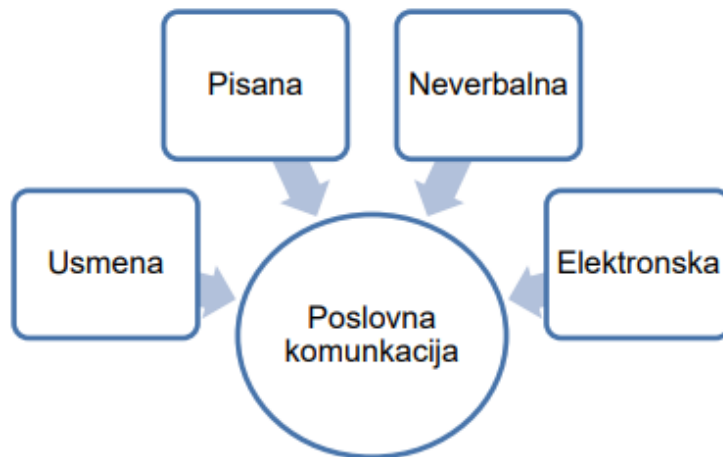 Pisana
Neverbalna
Usmena
Elektronska
Poslovna
komunkacija